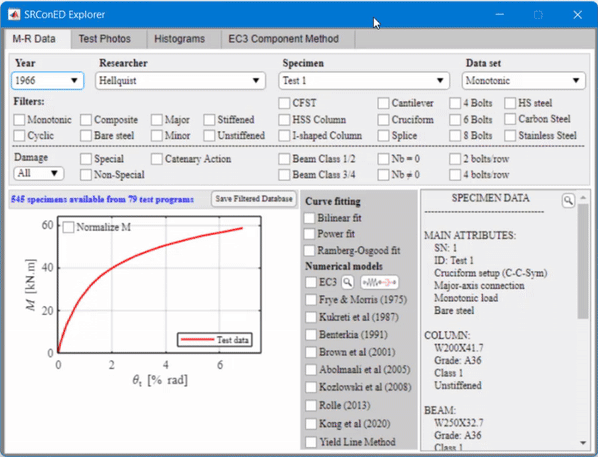 SRConED Explorer
M-R Data Test Photos Histograms EC3 Component Method
Year Researcher Specimen Data set
1966 Hellquist Test 1 Monotonic
Filters:
CFST Cantilever 4 Bolts HS steel
Monotonic Composite Major Stiffened HSS Column Cruciform 6 Bolts Carbon Steel
Cyclic Bare steel Minor Unstiffened I-shaped Column Splice 8 Bolts Stainless Steel
Damage Special Catenary Action Beam Class 1/2 Nb = 0 2 bolts/row
All Non-Special Beam Class 3/4 Nb ≠ 0 4 bolts/row
545 specimens available from 79 test programs Save Filtered Database
Normalize M
60
40
20
0
M [kN.m]
Test data
0 2 4 6
θt [% rad]
Curve fitting
Bilinear fit
Power fit
Ramberg-Osgood fit
Numerical models
EC3
Frye & Morris (1975)
Kukreti et al (1987)
Benterkia (1991)
Brown et al (2001)
Abolmaali et al (2005)
Kozlowski et al (2008)
Rolle (2013)
Kong et al (2020)
Yield Line Method
SPECIMEN DATA
------------------------------------
MAIN ATTRIBUTES:
SN: 1
ID: Test 1
Cruciform setup (C-C-Sym)
Major-axis connection
Monotonic load
Bare steel
COLUMN:
W200X41.7
Grade: A36
Class 1
Unstiffened
BEAM:
W250X32.7
Grade: A36
Class 1